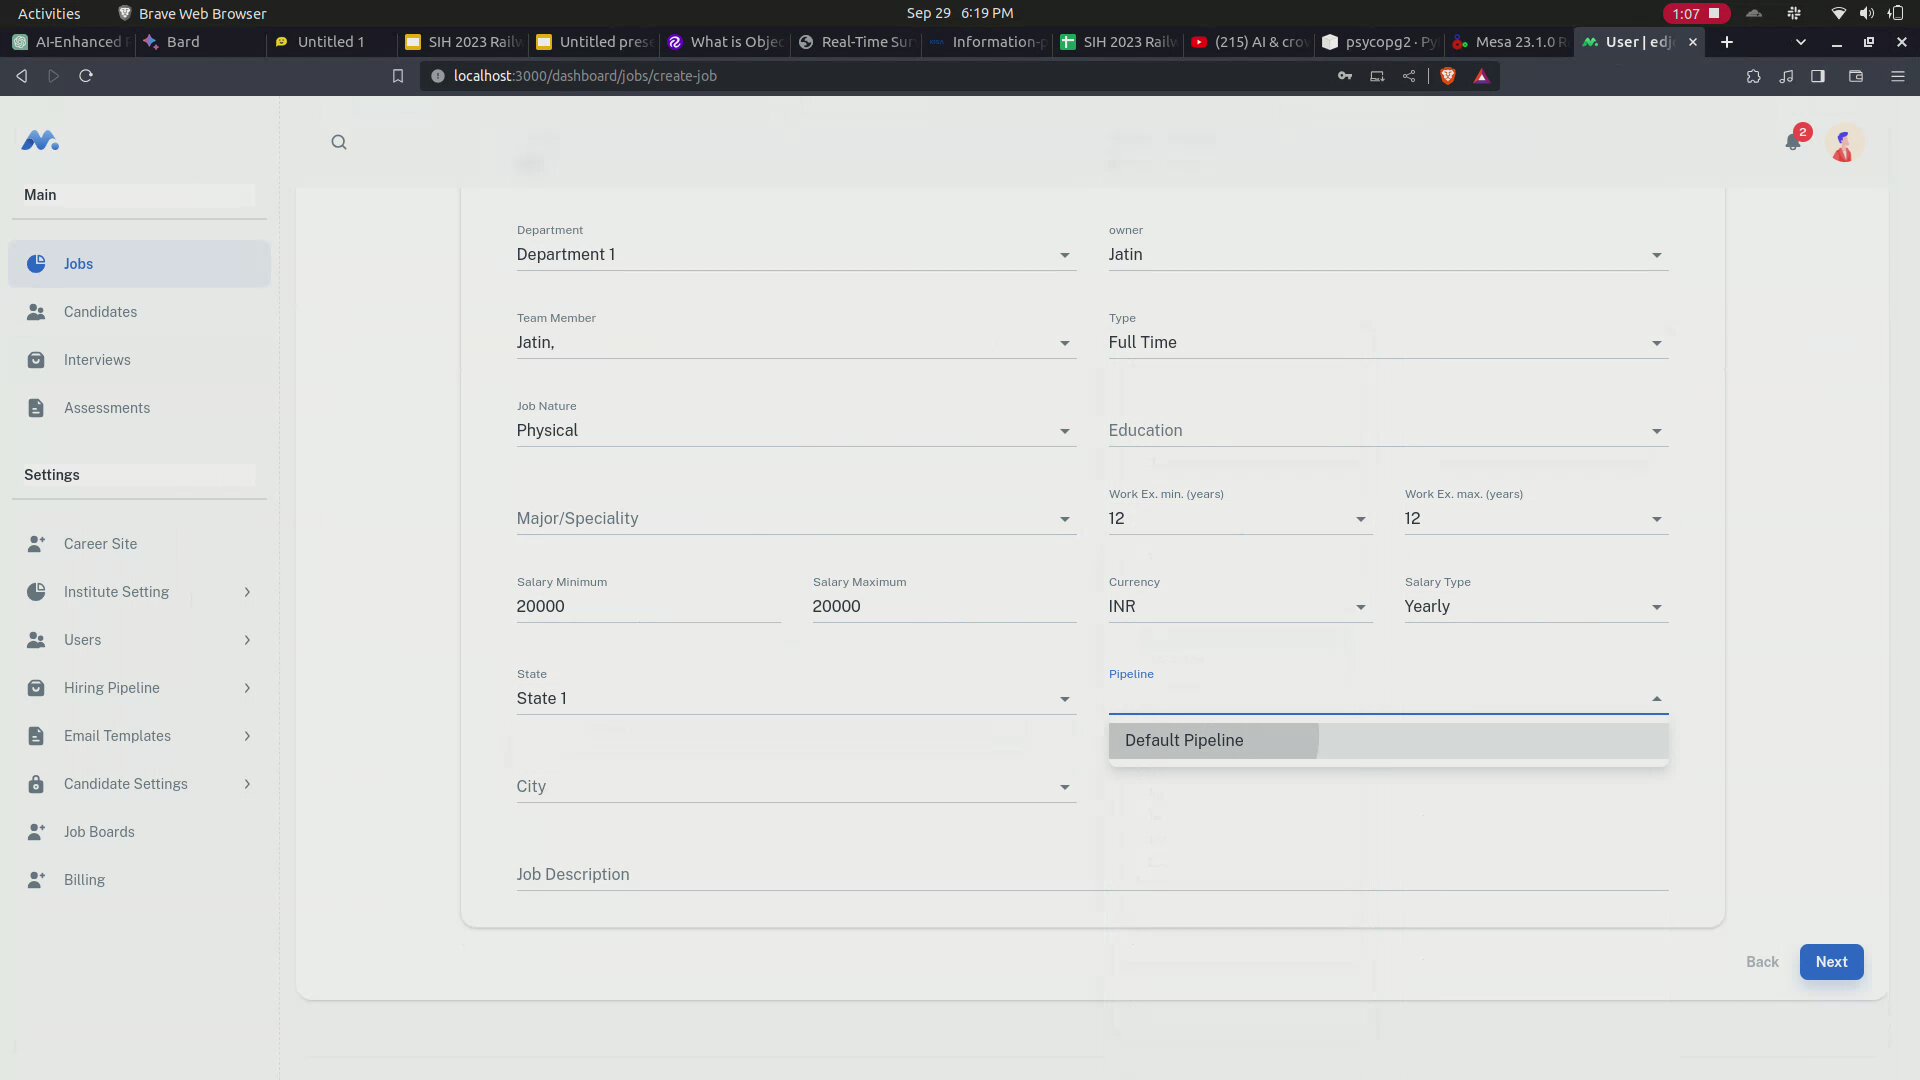 Activities
Brave Web Browser
Sep 29 6:19 PM
1:07
AI-Enhanced
Bard
Untitled 1
SIH 2023 Railw
Untitled prese
What is Objec
Real-Time Sur
Information-p
SIH 2023 Railw
(215) AI & crow
psycopg2 · Py
Mesa 23.1.0 R
User | edjo
localhost:3000/dashboard/jobs/create-job
2
Main
Jobs
Candidates
Interviews
Assessments
Settings
Career Site
Institute Setting
Users
Hiring Pipeline
Email Templates
Candidate Settings
Job Boards
Billing
Department
Department 1
owner
Jatin
Team Member
Jatin,
Type
Full Time
Job Nature
Physical
Education
Major/Speciality
Work Ex. min. (years)
12
Work Ex. max. (years)
12
Salary Minimum
20000
Salary Maximum
20000
Currency
INR
Salary Type
Yearly
State
State 1
Pipeline
Default Pipeline
City
Job Description
Back
Next